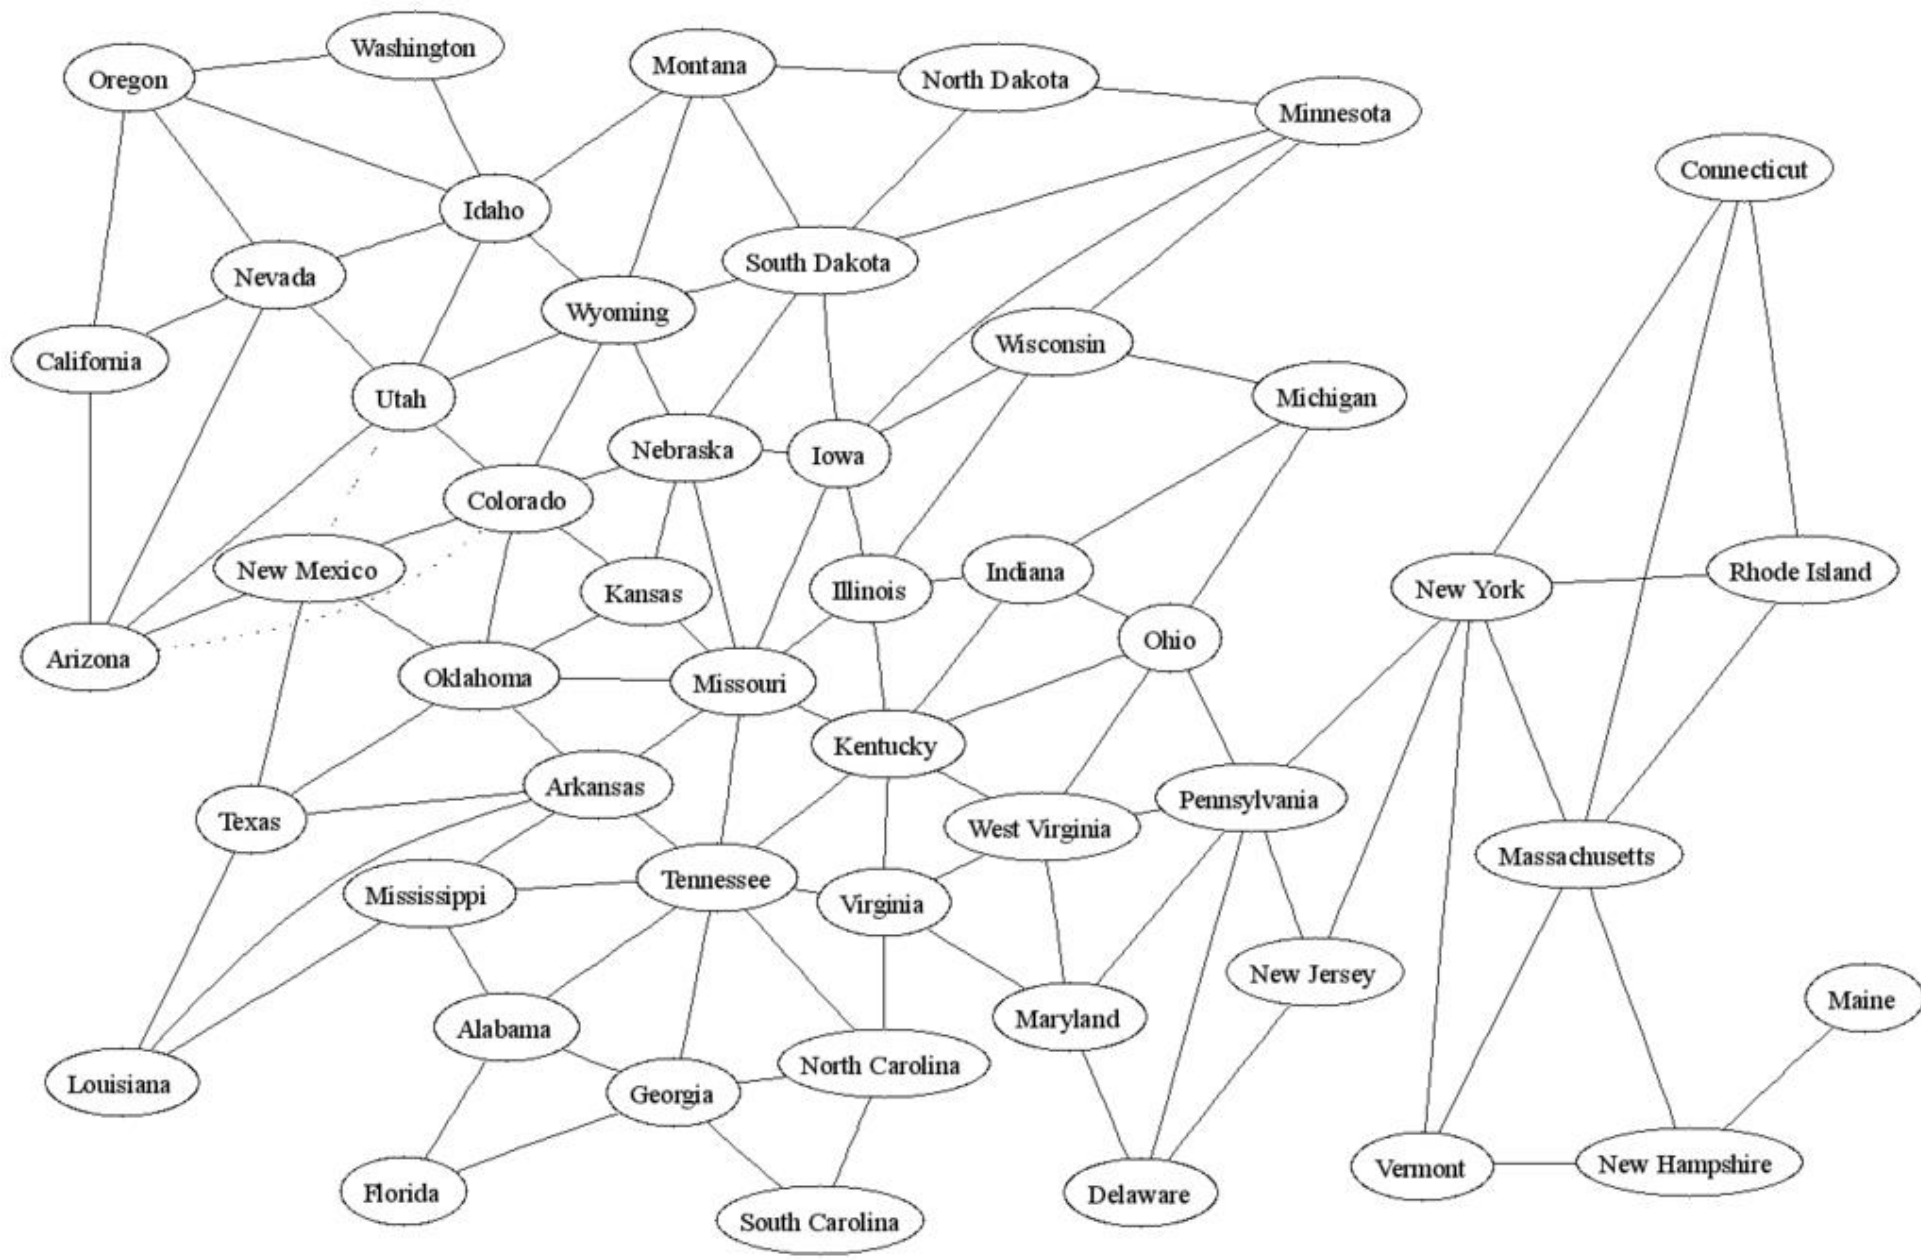 Washington
Oregon
Montana
North Dakota
Minnesota
Connecticut
Idaho
Nevada
South Dakota
Wyoming
Wisconsin
California
Utah
Michigan
Nebraska
Iowa
Colorado
New Mexico
Kansas
Illinois
Indiana
New York
Rhode Island
Arizona
Oklahoma
Missouri
Ohio
Kentucky
Texas
Arkansas
West Virginia
Pennsylvania
Mississippi
Tennessee
Virginia
Massachusetts
New Jersey
Maine
Alabama
Maryland
Louisiana
Georgia
North Carolina
Florida
South Carolina
Delaware
Vermont
New Hampshire